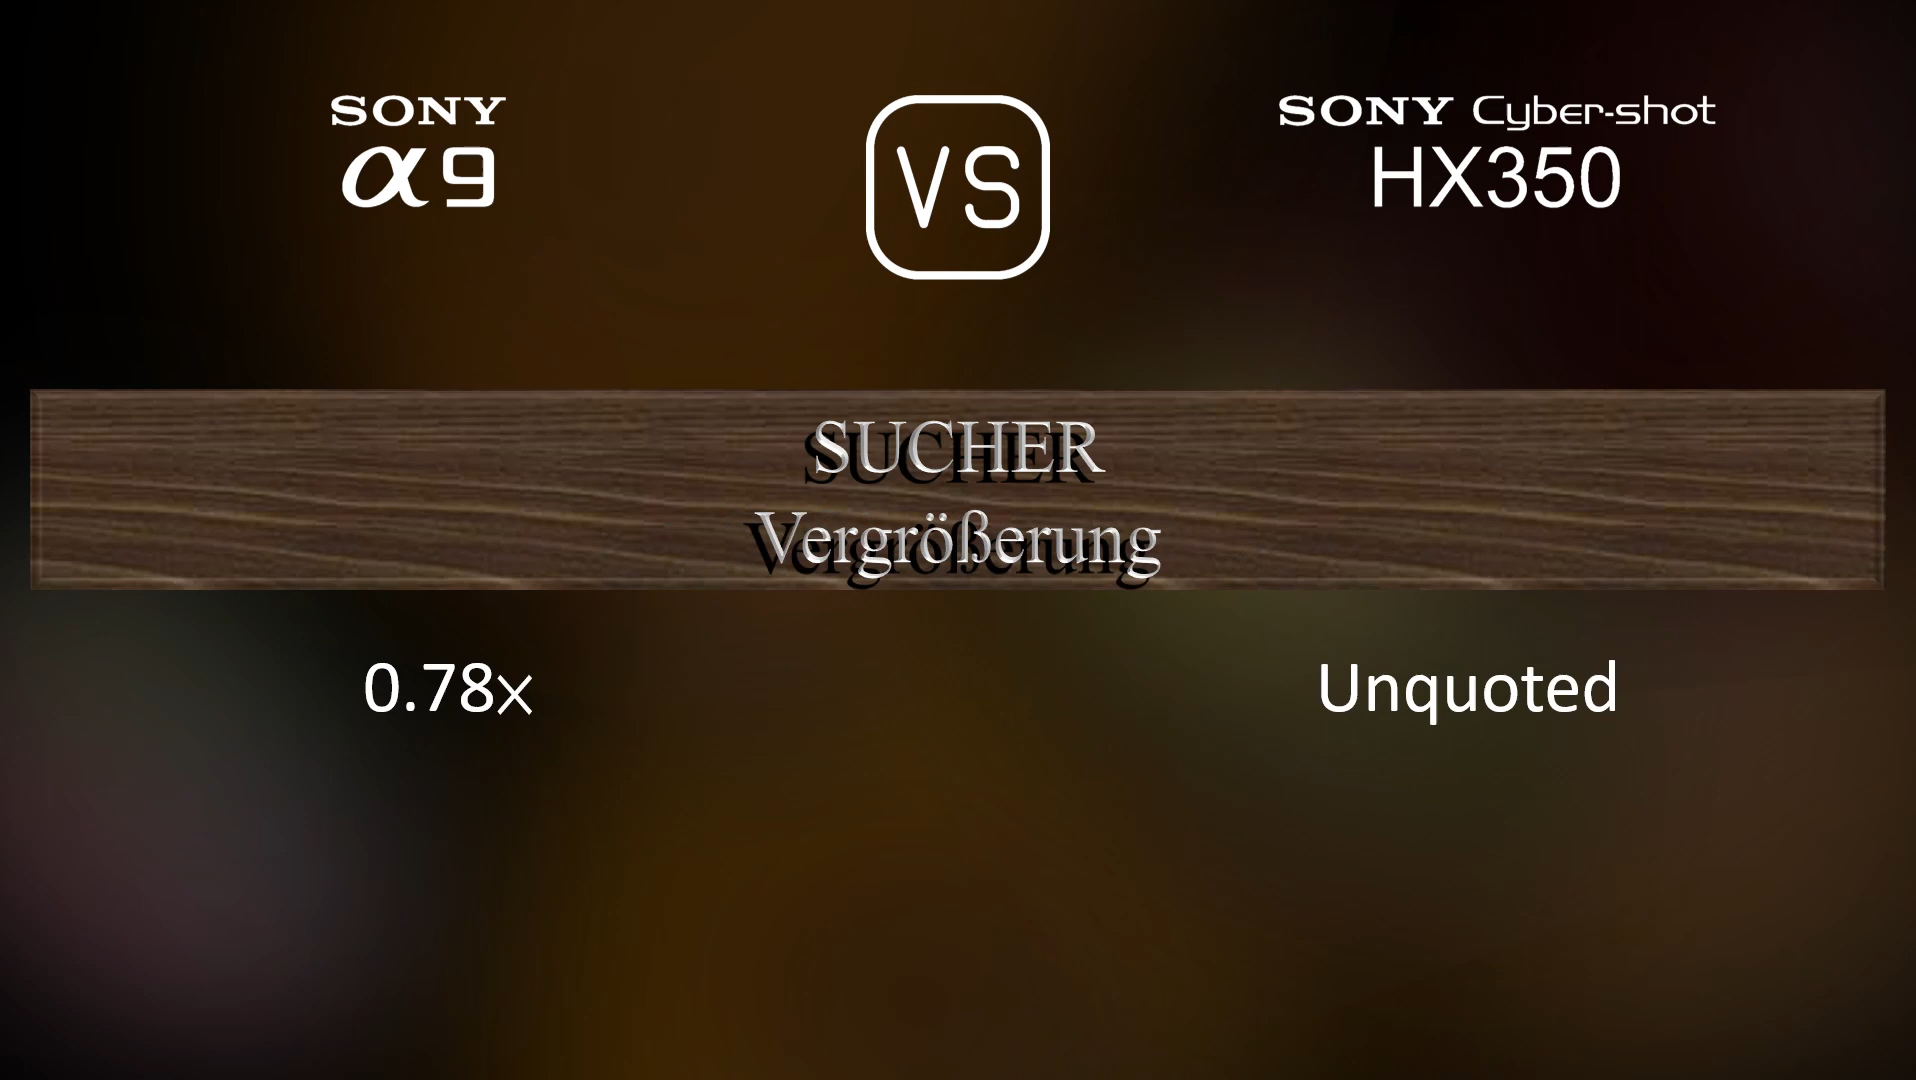 SONY
α9
VS
SONY Cyber-shot
HX350
SUCHER
Vergrößerung
0.78x
Unquoted